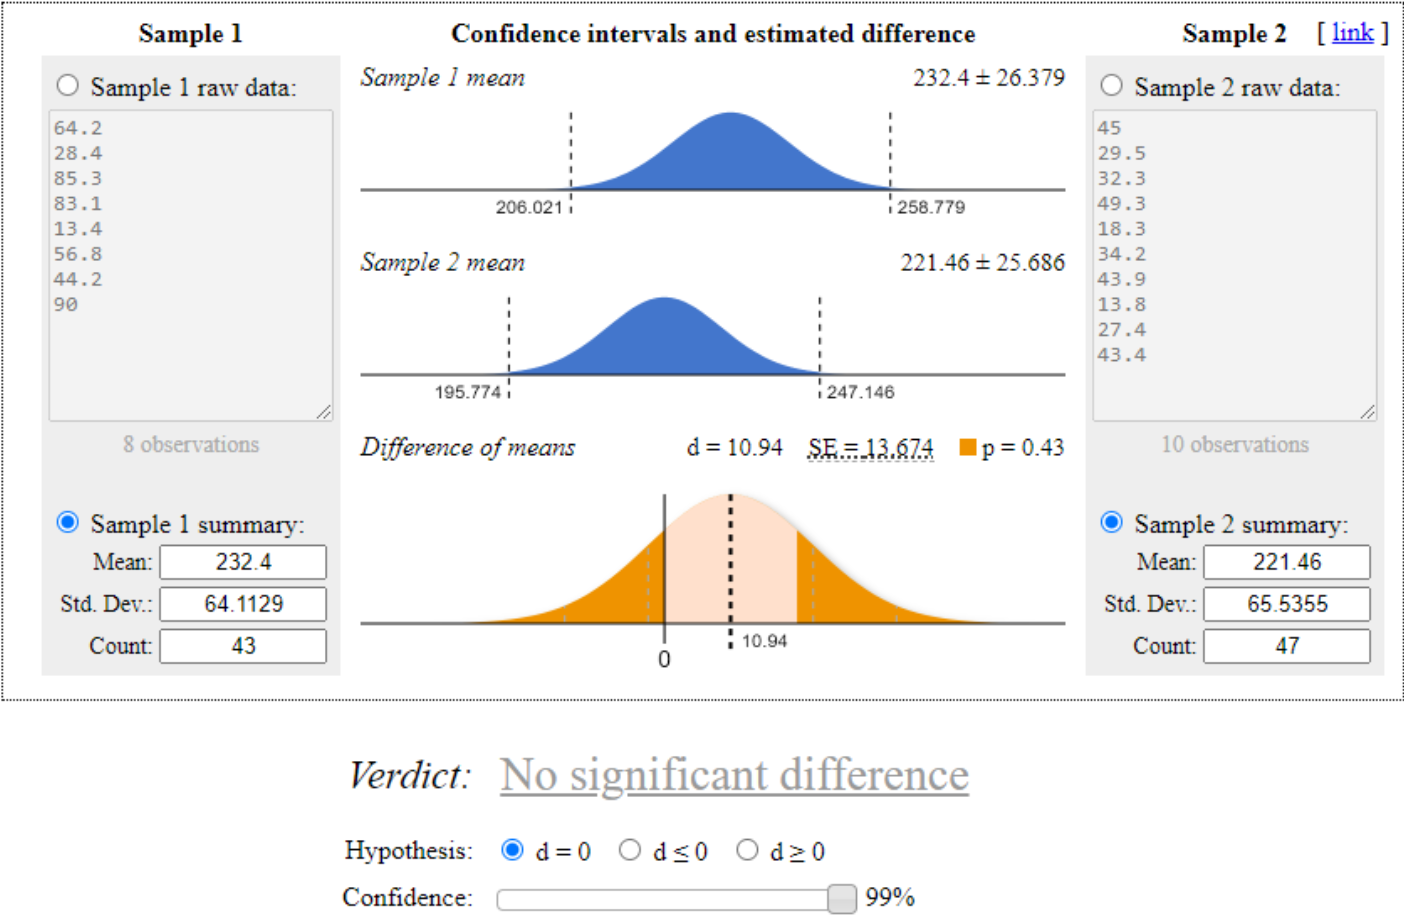 Sample 1
Sample 1 raw data:
64.2
28.4
85.3
83.1
13.4
56.8
44.2
90
8 observations
Sample 1 summary:
Mean: 232.4
Std. Dev.: 64.1129
Count: 43
Confidence intervals and estimated difference
Sample 1 mean 232.4 ± 26.379
206.021 258.779
Sample 2 mean 221.46 ± 25.686
195.774 247.146
Difference of means d = 10.94 SE = 13.674 p = 0.43
10.94
0
Sample 2 [ link ]
Sample 2 raw data:
45
29.5
32.3
49.3
18.3
34.2
43.9
13.8
27.4
43.4
10 observations
Sample 2 summary:
Mean: 221.46
Std. Dev.: 65.5355
Count: 47
Verdict: No significant difference
Hypothesis: d = 0 d ≤ 0 d ≥ 0
Confidence: 99%